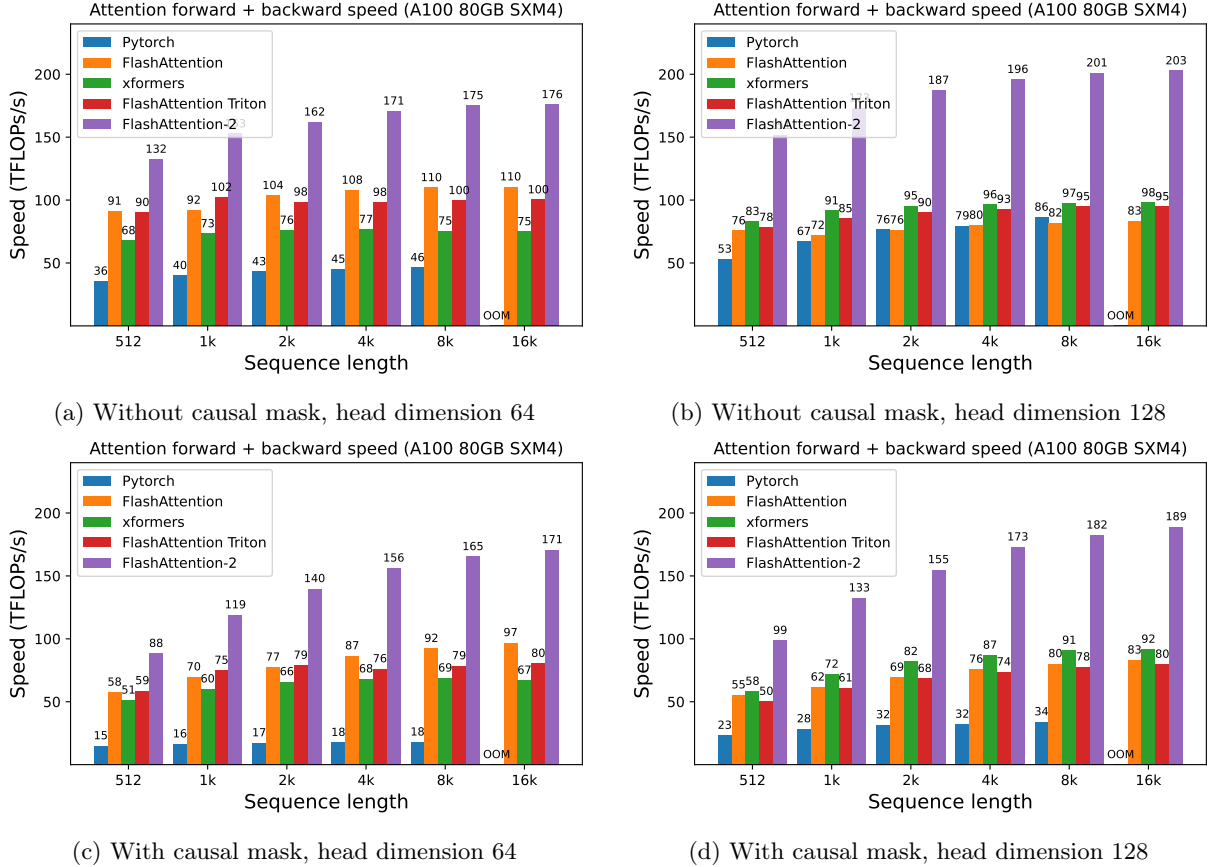 Attention forward + backward speed (A100 80GB SXM4)
Speed (TFLOPs/s)
200
150
100
50
Pytorch
FlashAttention
xformers
FlashAttention Triton
FlashAttention-2
36 91 68 90 132
40 92 73 102 153
43 104 76 98 162
45 108 77 98 171
46 110 75 100 175
OOM 110 75 100 176
512 1k 2k 4k 8k 16k
Sequence length
(a) Without causal mask, head dimension 64
Attention forward + backward speed (A100 80GB SXM4)
Speed (TFLOPs/s)
200
150
100
50
Pytorch
FlashAttention
xformers
FlashAttention Triton
FlashAttention-2
53 76 83 78
67 72 91 85 173
76 76 95 90 187
79 80 96 93 196
86 82 97 95 201
OOM 83 98 95 203
512 1k 2k 4k 8k 16k
Sequence length
(b) Without causal mask, head dimension 128
Attention forward + backward speed (A100 80GB SXM4)
Speed (TFLOPs/s)
200
150
100
50
Pytorch
FlashAttention
xformers
FlashAttention Triton
FlashAttention-2
15 58 51 59 88
16 70 60 75 119
17 77 66 79 140
18 87 68 76 156
18 92 69 79 165
OOM 97 67 80 171
512 1k 2k 4k 8k 16k
Sequence length
(c) With causal mask, head dimension 64
Attention forward + backward speed (A100 80GB SXM4)
Speed (TFLOPs/s)
200
150
100
50
Pytorch
FlashAttention
xformers
FlashAttention Triton
FlashAttention-2
23 55 58 50 99
28 62 72 61 133
32 69 82 68 155
32 76 87 74 173
34 80 91 78 182
OOM 83 92 80 189
512 1k 2k 4k 8k 16k
Sequence length
(d) With causal mask, head dimension 128